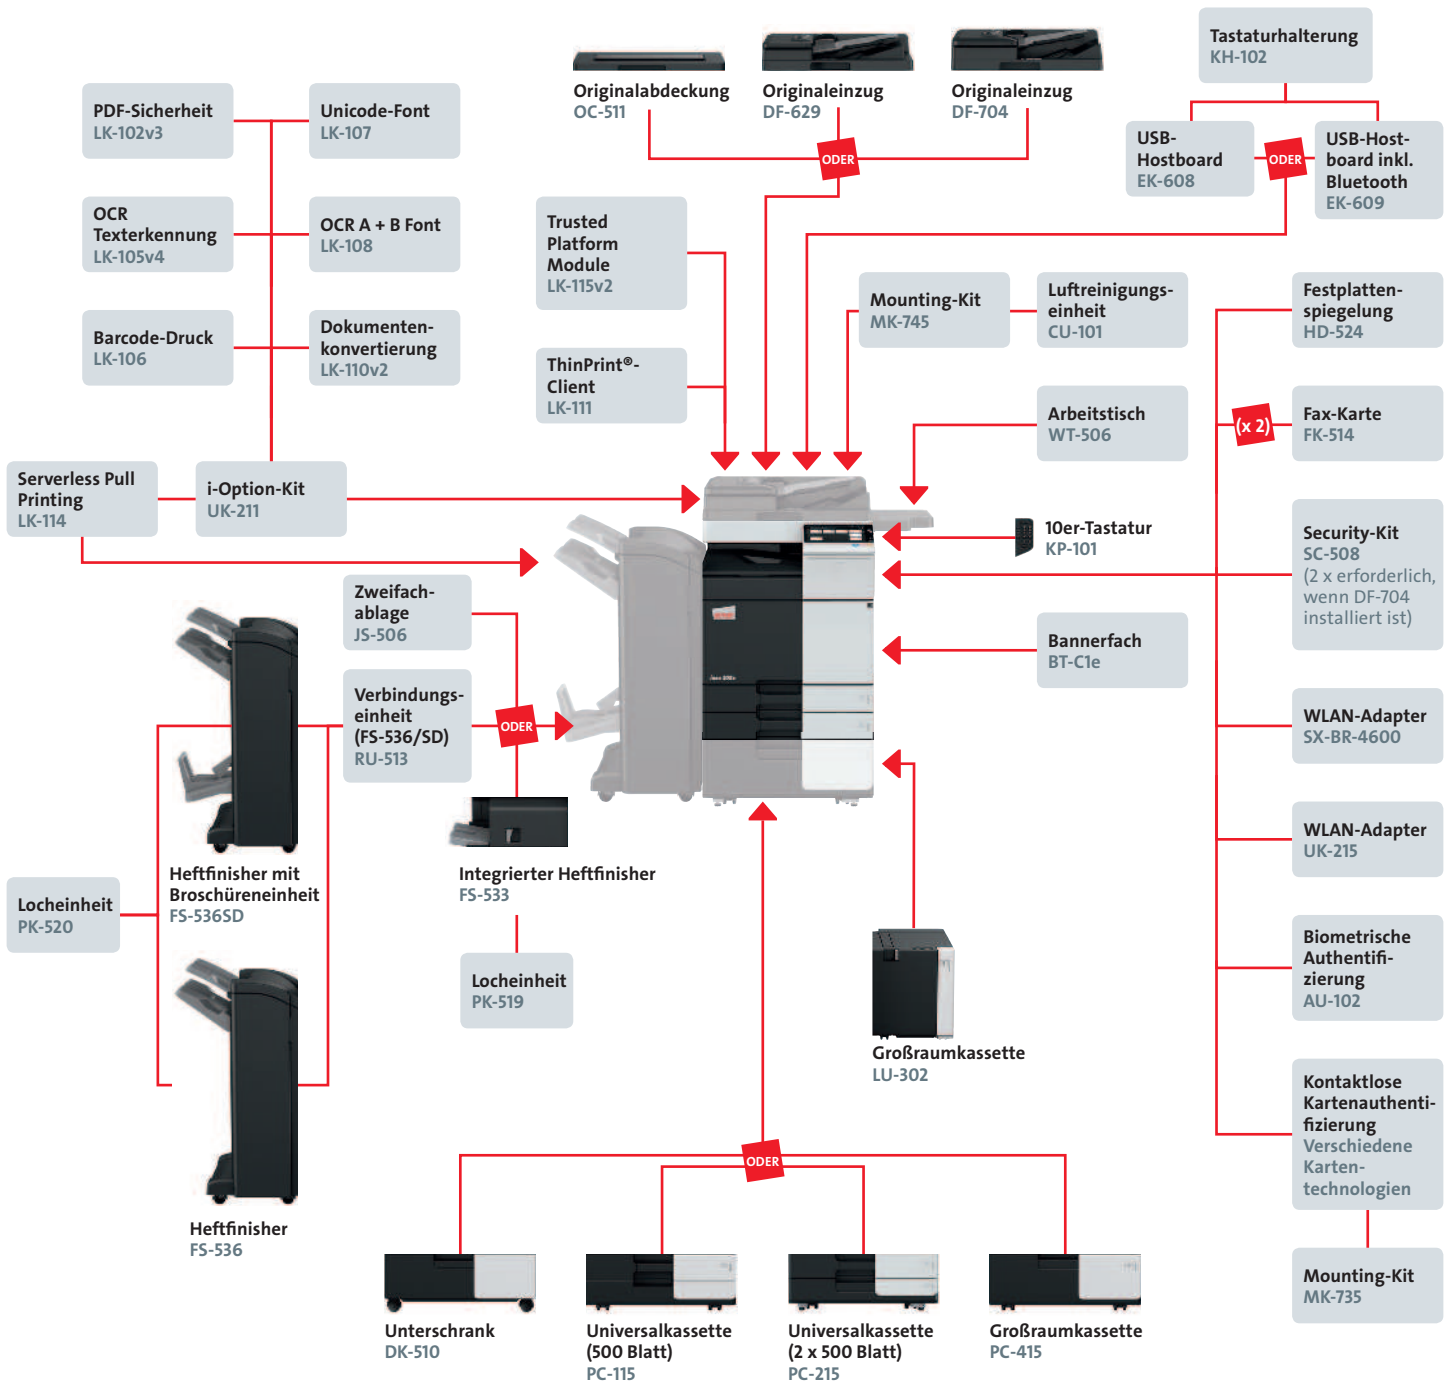 Originalabdeckung
OC-511
Originaleinzug
DF-629
Originaleinzug
DF-704
ODER
Tastaturhalterung
KH-102
USB-
Hostboard
EK-608
ODER
USB-Host-
board inkl.
Bluetooth
EK-609
PDF-Sicherheit
LK-102v3
Unicode-Font
LK-107
OCR
Texterkennung
LK-105v4
OCR A + B Font
LK-108
Barcode-Druck
LK-106
Dokumenten-
konvertierung
LK-110v2
Trusted
Platform
Module
LK-115v2
ThinPrint®-
Client
LK-111
Mounting-Kit
MK-745
Luftreinigungs-
einheit
CU-101
Festplatten-
spiegelung
HD-524
Arbeitstisch
WT-506
(x 2)
Fax-Karte
FK-514
Serverless Pull
Printing
LK-114
i-Option-Kit
UK-211
10er-Tastatur
KP-101
Security-Kit
SC-508
(2 x erforderlich,
wenn DF-704
installiert ist)
Zweifach-
ablage
JS-506
Verbindungs-
einheit
(FS-536/SD)
RU-513
ODER
Bannerfach
BT-C1e
WLAN-Adapter
SX-BR-4600
WLAN-Adapter
UK-215
Heftfinisher mit
Broschüreneinheit
FS-536SD
Integrierter Heftfinisher
FS-533
Locheinheit
PK-520
Locheinheit
PK-519
Biometrische
Authentifi-
zierung
AU-102
Großraumkassette
LU-302
Kontaktlose
Kartenauthenti-
fizierung
Verschiedene
Karten-
technologien
Heftfinisher
FS-536
ODER
Mounting-Kit
MK-735
Unterschrank
DK-510
Universalkassette
(500 Blatt)
PC-115
Universalkassette
(2 x 500 Blatt)
PC-215
Großraumkassette
PC-415